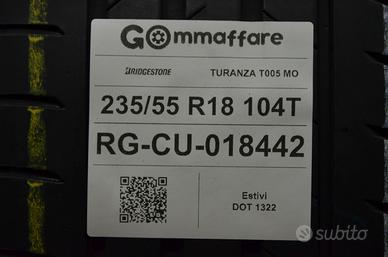 GOmmaffare
BRIDGESTONE TURANZA T005 MO
235/55 R18 104T
RG-CU-018442
Estivi
DOT 1322
subito